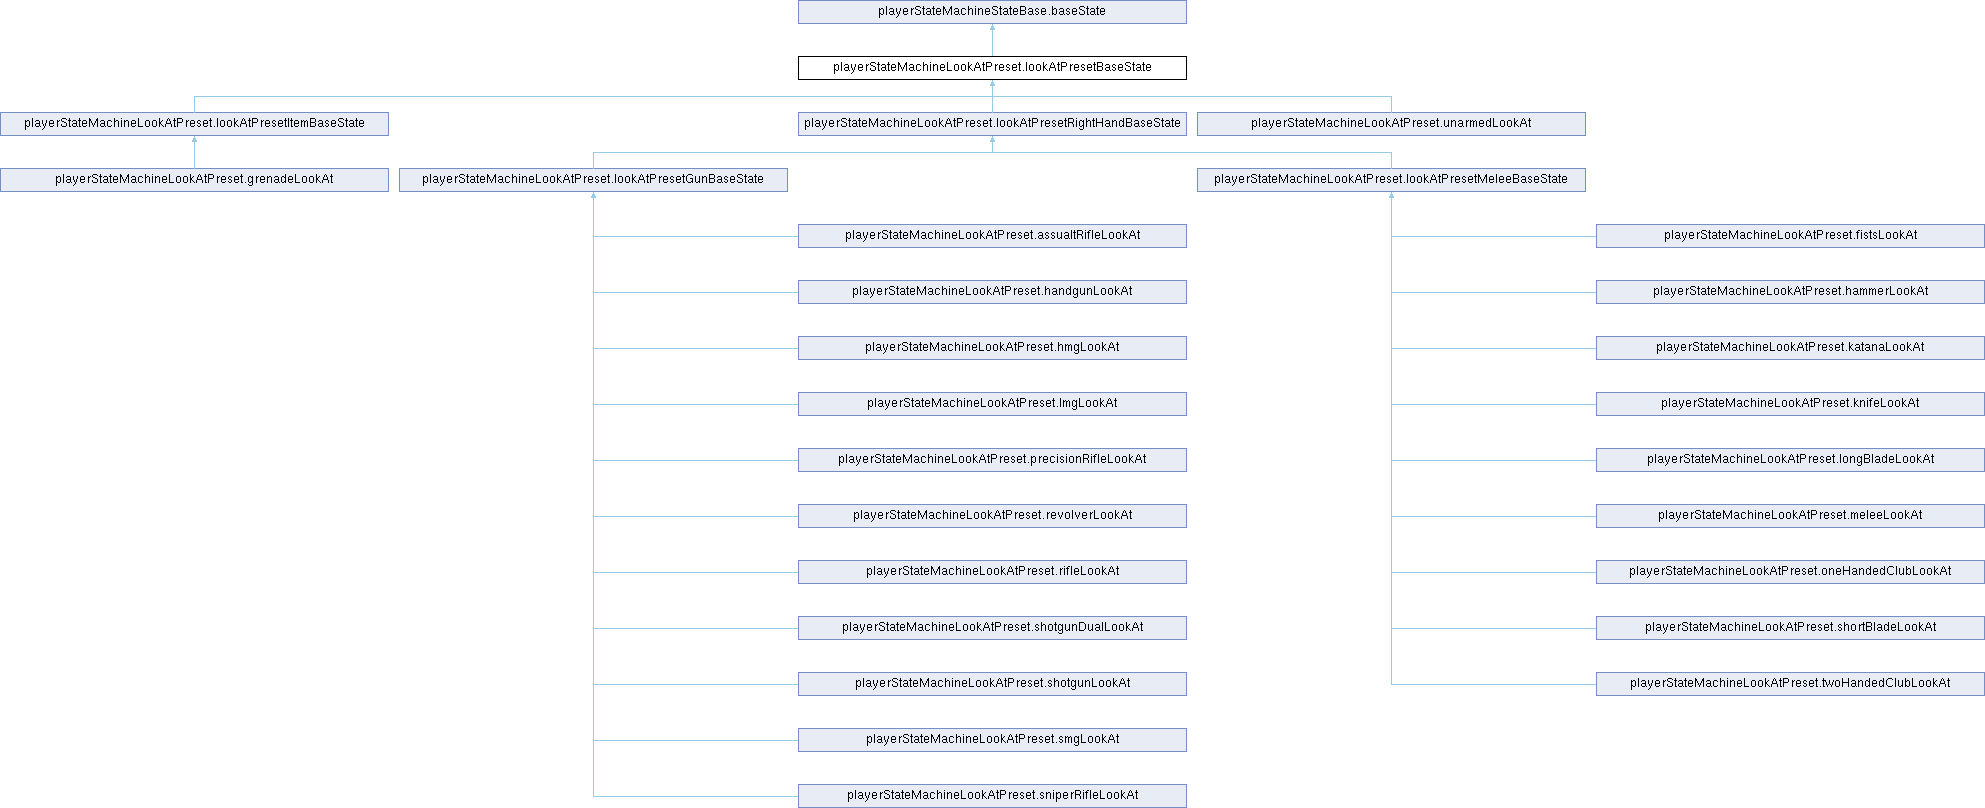 playerStateMachineStateBase.baseState
playerStateMachineLookAtPreset.lookAtPresetBaseState
playerStateMachineLookAtPreset.lookAtPresetItemBaseState
playerStateMachineLookAtPreset.lookAtPresetRightHandBaseState
playerStateMachineLookAtPreset.unarmedLookAt
playerStateMachineLookAtPreset.grenadeLookAt
playerStateMachineLookAtPreset.lookAtPresetGunBaseState
playerStateMachineLookAtPreset.lookAtPresetMeleeBaseState
playerStateMachineLookAtPreset.assualtRifleLookAt
playerStateMachineLookAtPreset.fistsLookAt
playerStateMachineLookAtPreset.handgunLookAt
playerStateMachineLookAtPreset.hammerLookAt
playerStateMachineLookAtPreset.hmgLookAt
playerStateMachineLookAtPreset.katanaLookAt
playerStateMachineLookAtPreset.lmgLookAt
playerStateMachineLookAtPreset.knifeLookAt
playerStateMachineLookAtPreset.precisionRifleLookAt
playerStateMachineLookAtPreset.longBladeLookAt
playerStateMachineLookAtPreset.revolverLookAt
playerStateMachineLookAtPreset.meleeLookAt
playerStateMachineLookAtPreset.rifleLookAt
playerStateMachineLookAtPreset.oneHandedClubLookAt
playerStateMachineLookAtPreset.shotgunDualLookAt
playerStateMachineLookAtPreset.shortBladeLookAt
playerStateMachineLookAtPreset.shotgunLookAt
playerStateMachineLookAtPreset.twoHandedClubLookAt
playerStateMachineLookAtPreset.smgLookAt
playerStateMachineLookAtPreset.sniperRifleLookAt